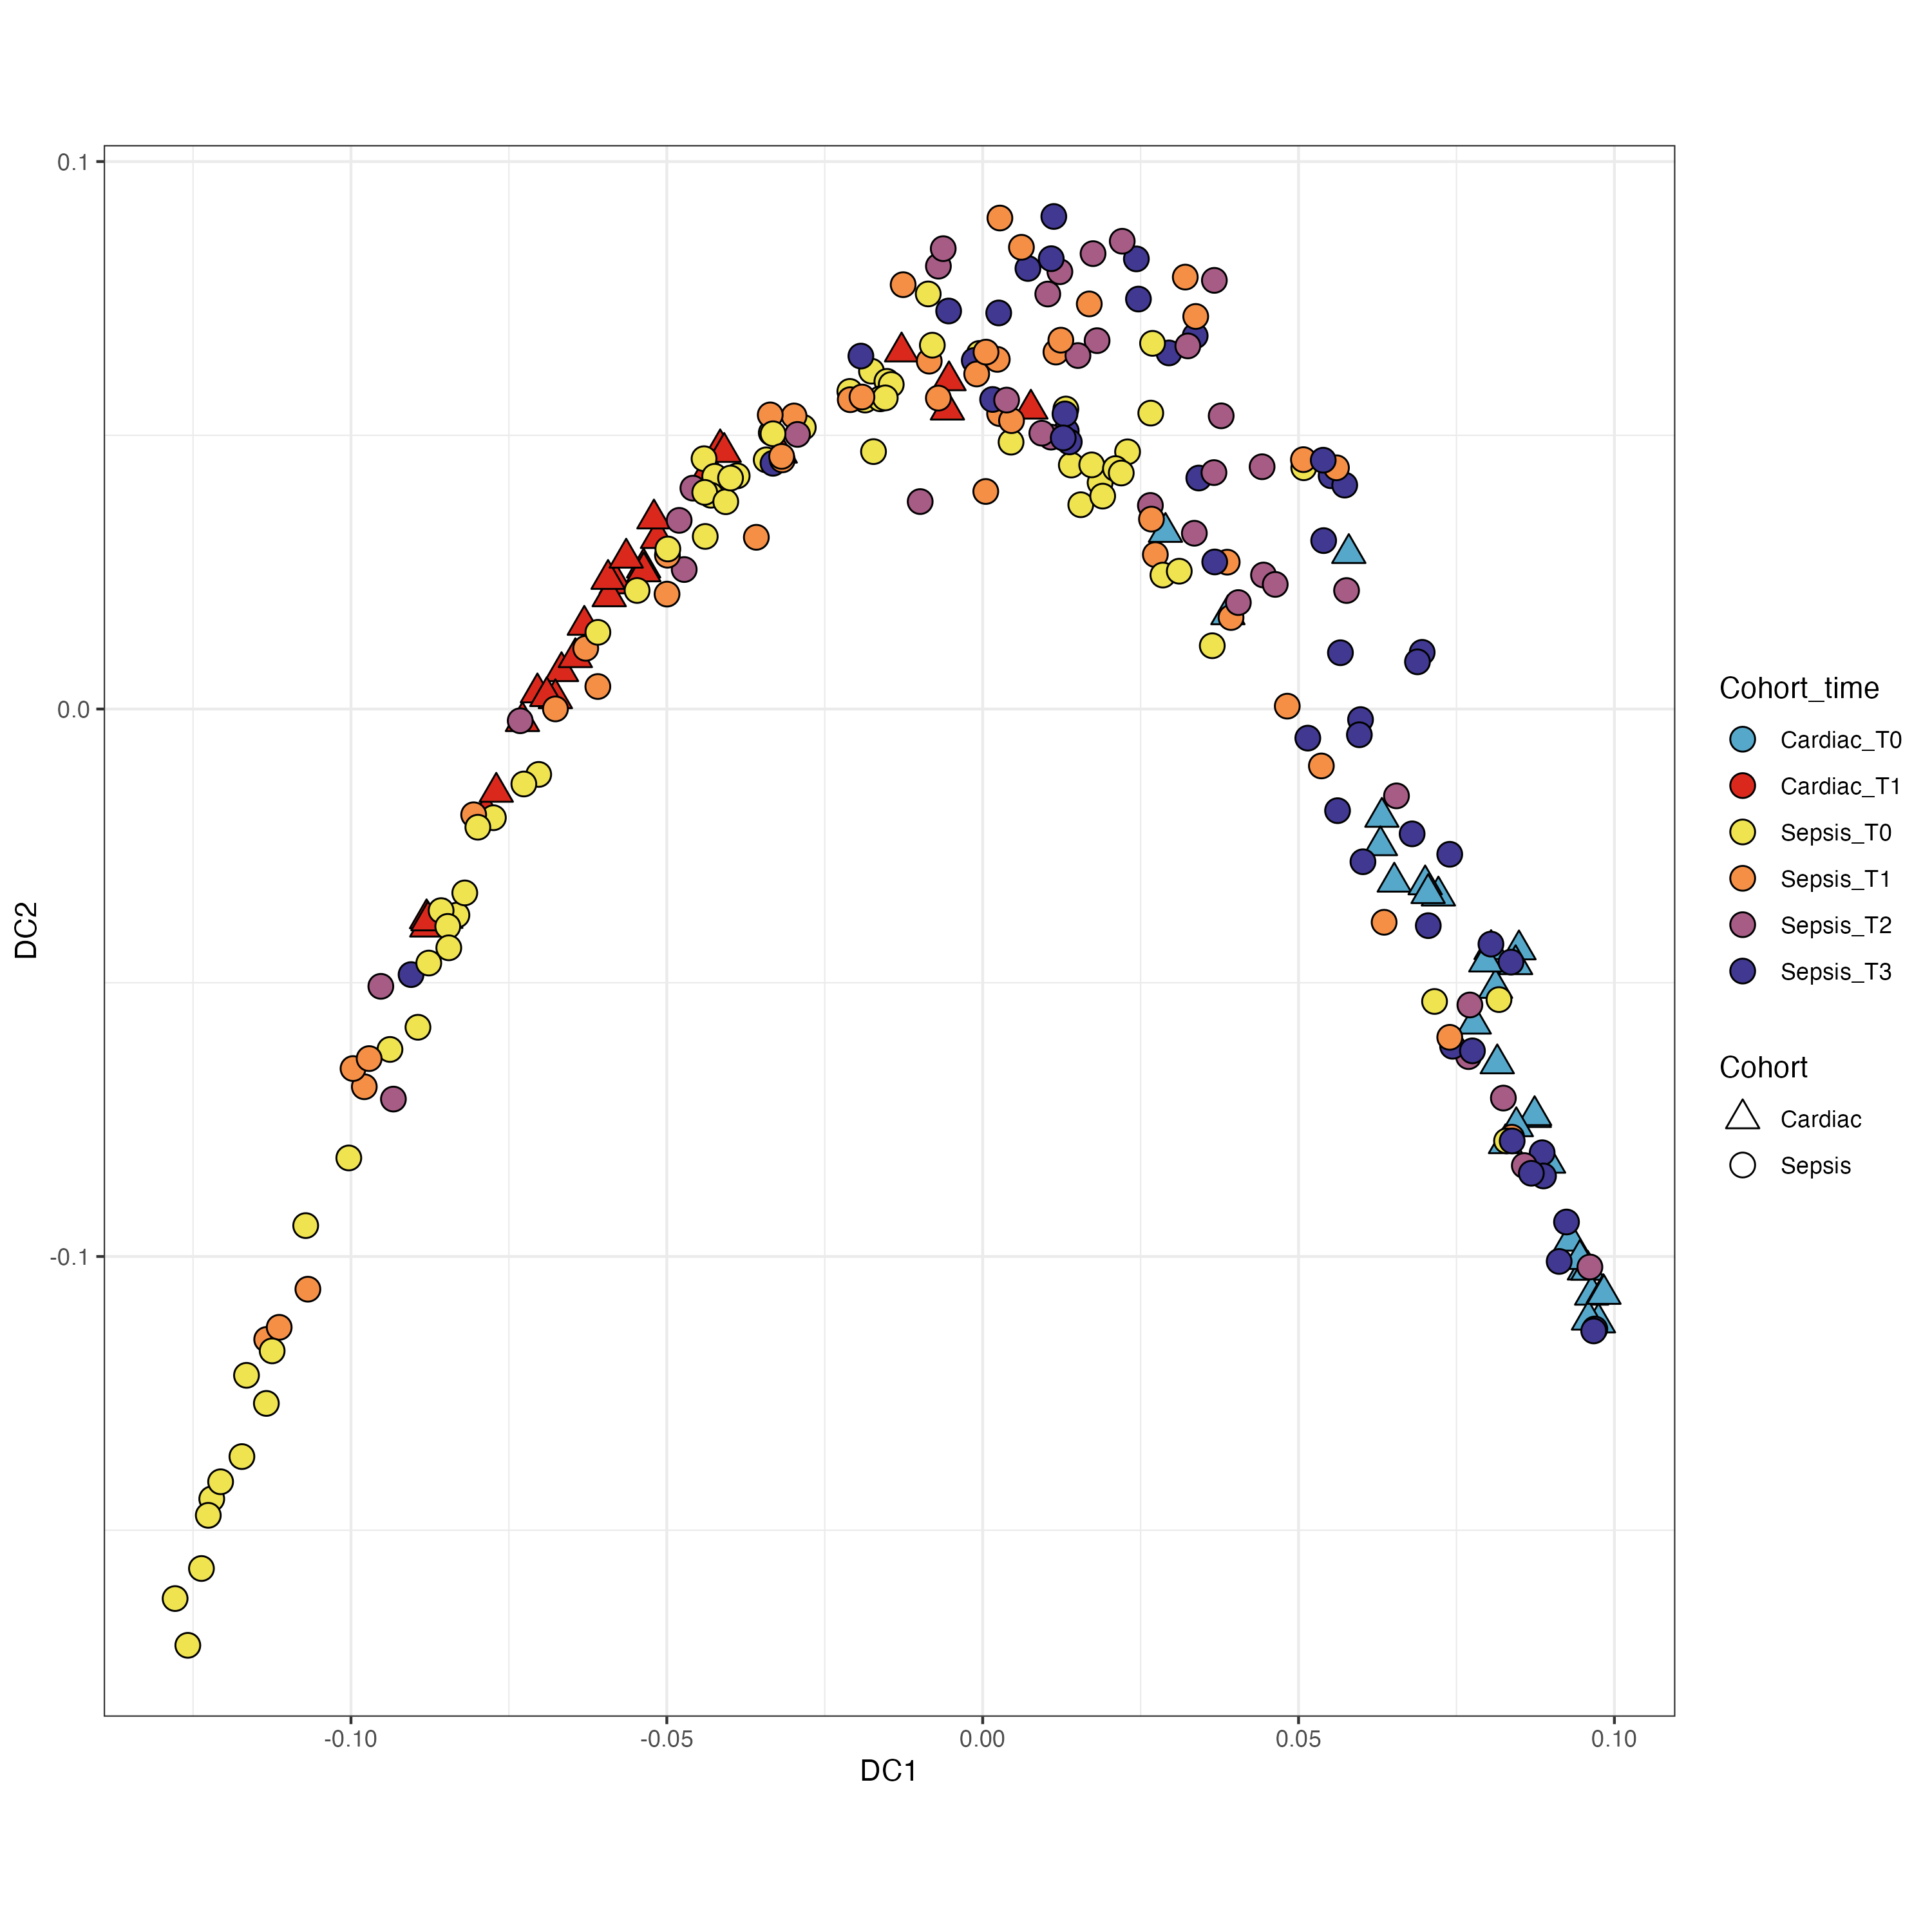 0.1
0.0
-0.1
DC2
-0.10
-0.05
0.00
0.05
0.10
DC1
Cohort_time
Cardiac_T0
Cardiac_T1
Sepsis_T0
Sepsis_T1
Sepsis_T2
Sepsis_T3
Cohort
Cardiac
Sepsis